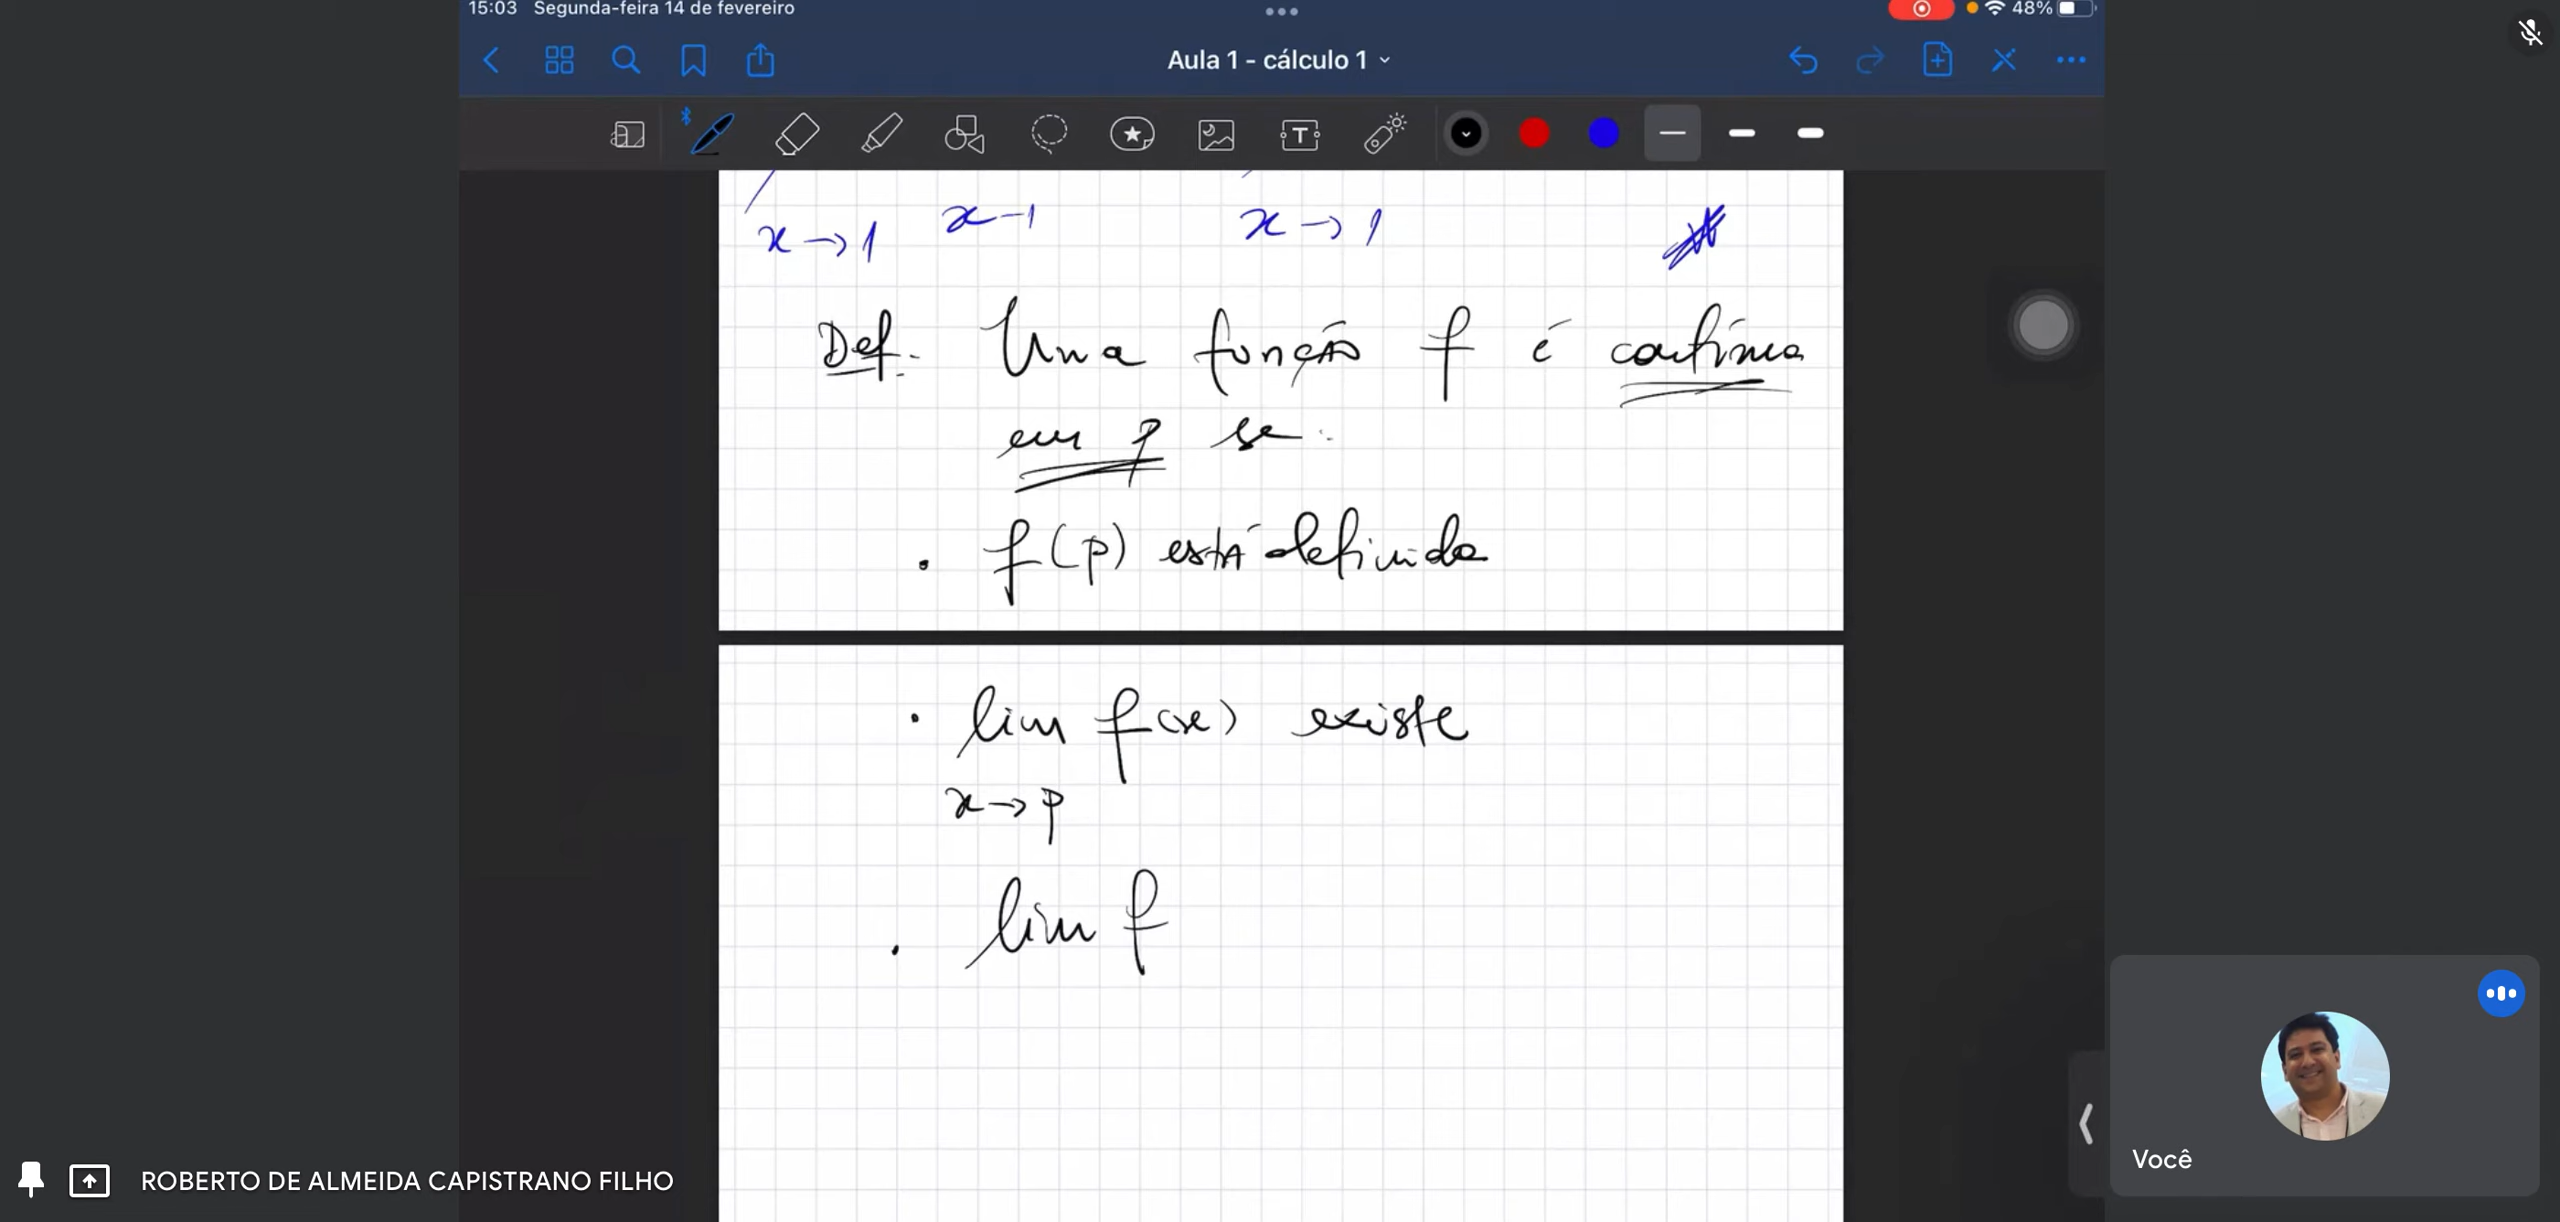 15:03 Segunda-feira 14 de fevereiro
48%
Aula 1 - cálculo 1
x→1 x-1 x→1
Def. Uma função f é contínua
em p se:
. f(p) está definida
. lim f(x) existe
x→p
. lim f
Você
ROBERTO DE ALMEIDA CAPISTRANO FILHO